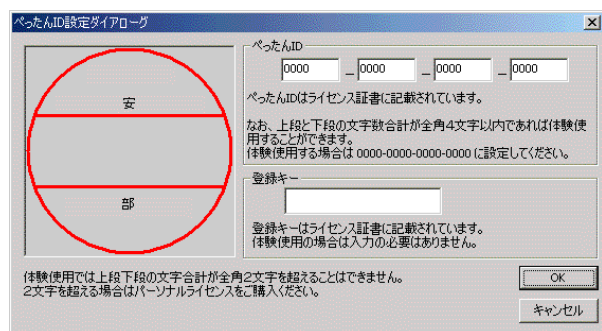 ぺったんID設定ダイアローグ
安
部
ぺったんID
0000 - 0000 - 0000 - 0000
ぺったんIDはライセンス証書に記載されています。
なお、上段と下段の文字数合計が全角4文字以内であれば体験使
用することができます。
体験使用する場合は 0000-0000-0000-0000 に設定してください。
登録キー
登録キーはライセンス証書に記載されています。
体験使用の場合は入力の必要はありません。
体験使用では上段下段の文字合計が全角2文字を超えることはできません。
2文字を超える場合はパーソナルライセンスをご購入ください。
OK
キャンセル